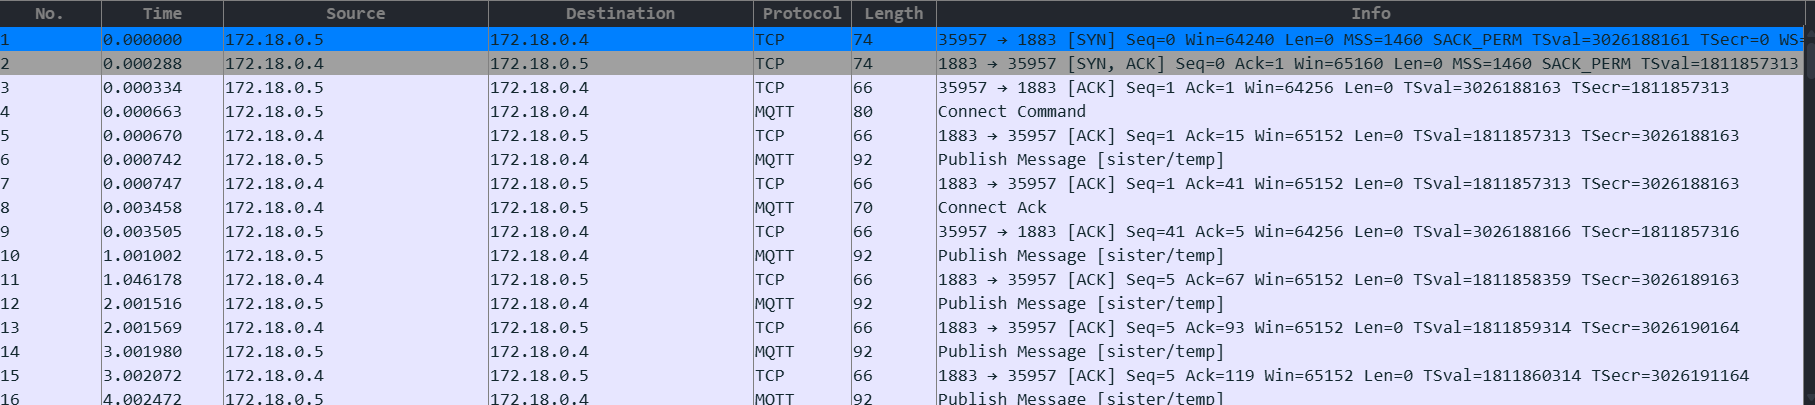 No. Time Source Destination Protocol Length Info
1 0.000000 172.18.0.5 172.18.0.4 TCP 74 35957 → 1883 [SYN] Seq=0 Win=64240 Len=0 MSS=1460 SACK_PERM TSval=3026188161 TSecr=0 WS=
2 0.000288 172.18.0.4 172.18.0.5 TCP 74 1883 → 35957 [SYN, ACK] Seq=0 Ack=1 Win=65160 Len=0 MSS=1460 SACK_PERM TSval=1811857313
3 0.000334 172.18.0.5 172.18.0.4 TCP 66 35957 → 1883 [ACK] Seq=1 Ack=1 Win=64256 Len=0 TSval=3026188163 TSecr=1811857313
4 0.000663 172.18.0.5 172.18.0.4 MQTT 80 Connect Command
5 0.000670 172.18.0.4 172.18.0.5 TCP 66 1883 → 35957 [ACK] Seq=1 Ack=15 Win=65152 Len=0 TSval=1811857313 TSecr=3026188163
6 0.000742 172.18.0.5 172.18.0.4 MQTT 92 Publish Message [sister/temp]
7 0.000747 172.18.0.4 172.18.0.5 TCP 66 1883 → 35957 [ACK] Seq=1 Ack=41 Win=65152 Len=0 TSval=1811857313 TSecr=3026188163
8 0.003458 172.18.0.4 172.18.0.5 MQTT 70 Connect Ack
9 0.003505 172.18.0.5 172.18.0.4 TCP 66 35957 → 1883 [ACK] Seq=41 Ack=5 Win=64256 Len=0 TSval=3026188166 TSecr=1811857316
10 1.001002 172.18.0.5 172.18.0.4 MQTT 92 Publish Message [sister/temp]
11 1.046178 172.18.0.4 172.18.0.5 TCP 66 1883 → 35957 [ACK] Seq=5 Ack=67 Win=65152 Len=0 TSval=1811858359 TSecr=3026189163
12 2.001516 172.18.0.5 172.18.0.4 MQTT 92 Publish Message [sister/temp]
13 2.001569 172.18.0.4 172.18.0.5 TCP 66 1883 → 35957 [ACK] Seq=5 Ack=93 Win=65152 Len=0 TSval=1811859314 TSecr=3026190164
14 3.001980 172.18.0.5 172.18.0.4 MQTT 92 Publish Message [sister/temp]
15 3.002072 172.18.0.4 172.18.0.5 TCP 66 1883 → 35957 [ACK] Seq=5 Ack=119 Win=65152 Len=0 TSval=1811860314 TSecr=3026191164
16 4.002472 172.18.0.5 172.18.0.4 MQTT 92 Publish Message [sister/temp]